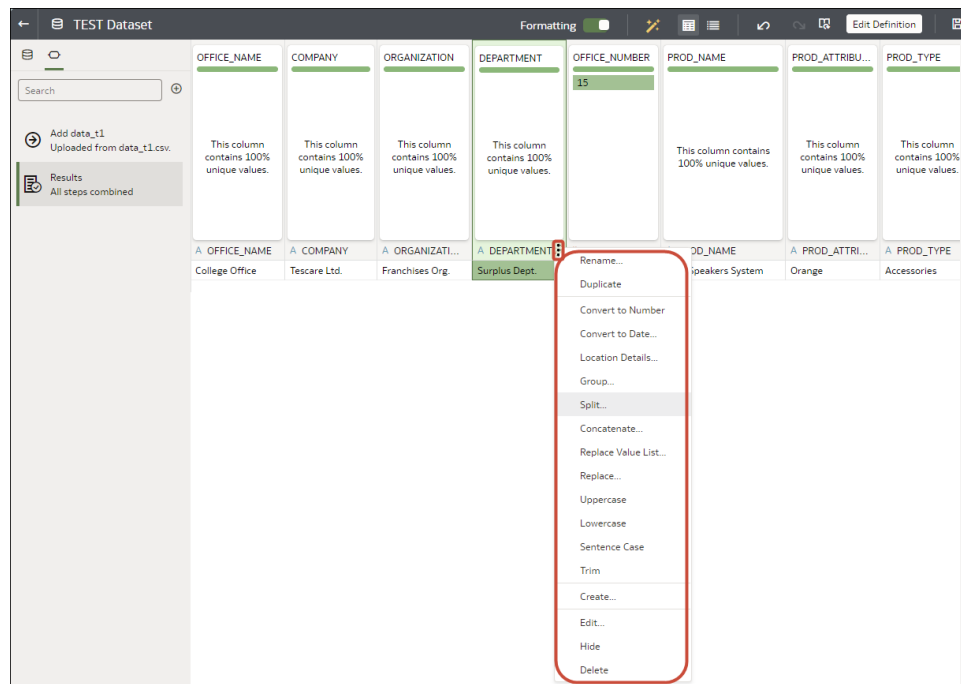 TEST Dataset
Formatting
Edit Definition
Search
Add data_t1
Uploaded from data_t1.csv.
Results
All steps combined
OFFICE_NAME COMPANY ORGANIZATION DEPARTMENT OFFICE_NUMBER PROD_NAME PROD_ATTRIBU... PROD_TYPE
15
This column
contains 100%
unique values.
This column
contains 100%
unique values.
This column
contains 100%
unique values.
This column
contains 100%
unique values.
This column contains
100% unique values.
This column
contains 100%
unique values.
This column
contains 100%
unique values.
A OFFICE_NAME A COMPANY A ORGANIZATI... A DEPARTMENT OD_NAME A PROD_ATTRI... A PROD_TYPE
College Office Tescare Ltd. Franchises Org. Surplus Dept. Speakers System Orange Accessories
Rename...
Duplicate
Convert to Number
Convert to Date...
Location Details...
Group...
Split...
Concatenate...
Replace Value List...
Replace...
Uppercase
Lowercase
Sentence Case
Trim
Create...
Edit...
Hide
Delete